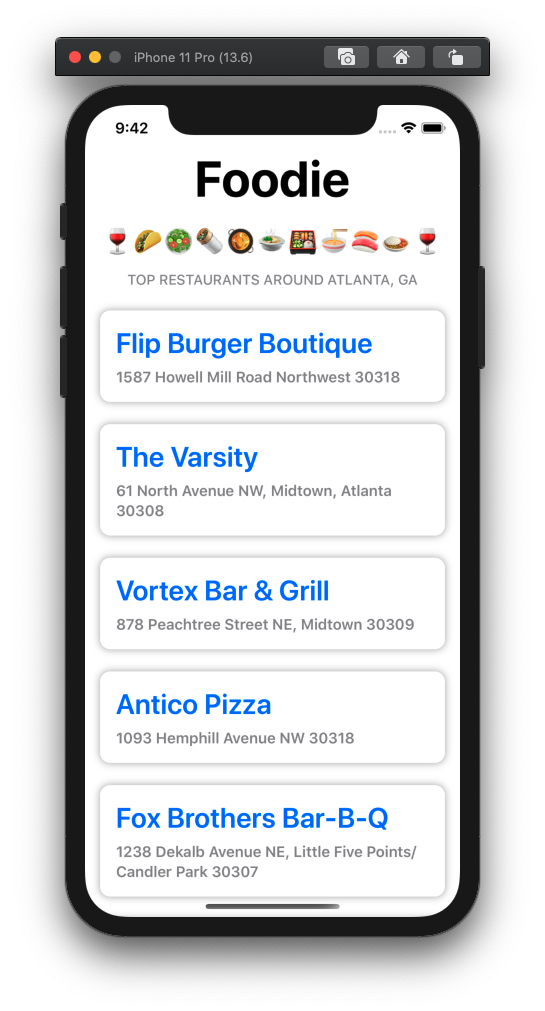 iPhone 11 Pro (13.6)
9:42
Foodie
TOP RESTAURANTS AROUND ATLANTA, GA
Flip Burger Boutique
1587 Howell Mill Road Northwest 30318
The Varsity
61 North Avenue NW, Midtown, Atlanta
30308
Vortex Bar & Grill
878 Peachtree Street NE, Midtown 30309
Antico Pizza
1093 Hemphill Avenue NW 30318
Fox Brothers Bar-B-Q
1238 Dekalb Avenue NE, Little Five Points/
Candler Park 30307